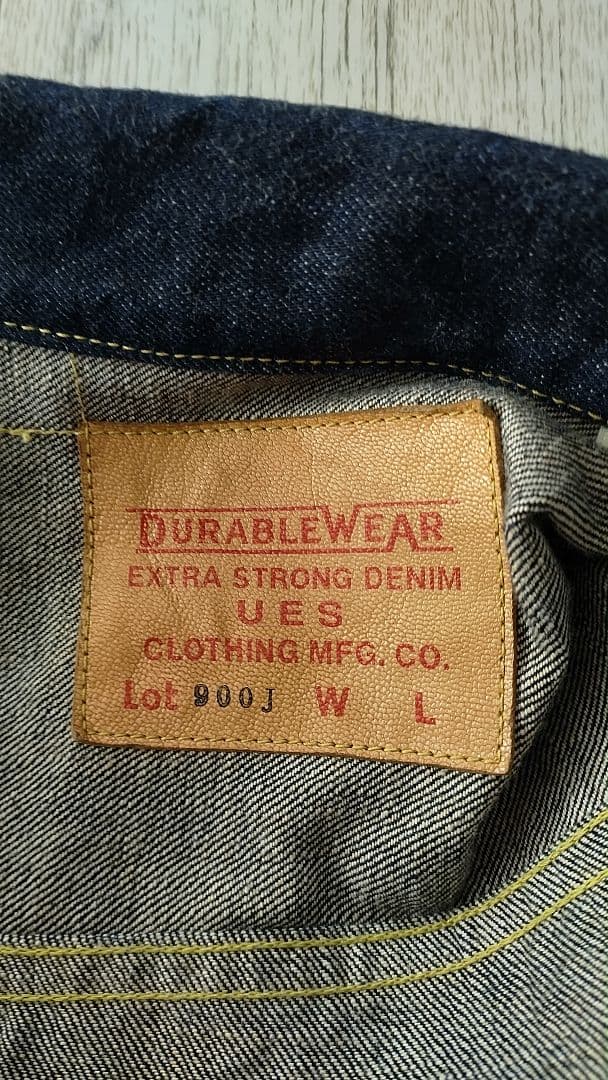 DURABLEWEAR
EXTRA STRONG DENIM
UES
CLOTHING MFG. CO.
Lot 900J W L